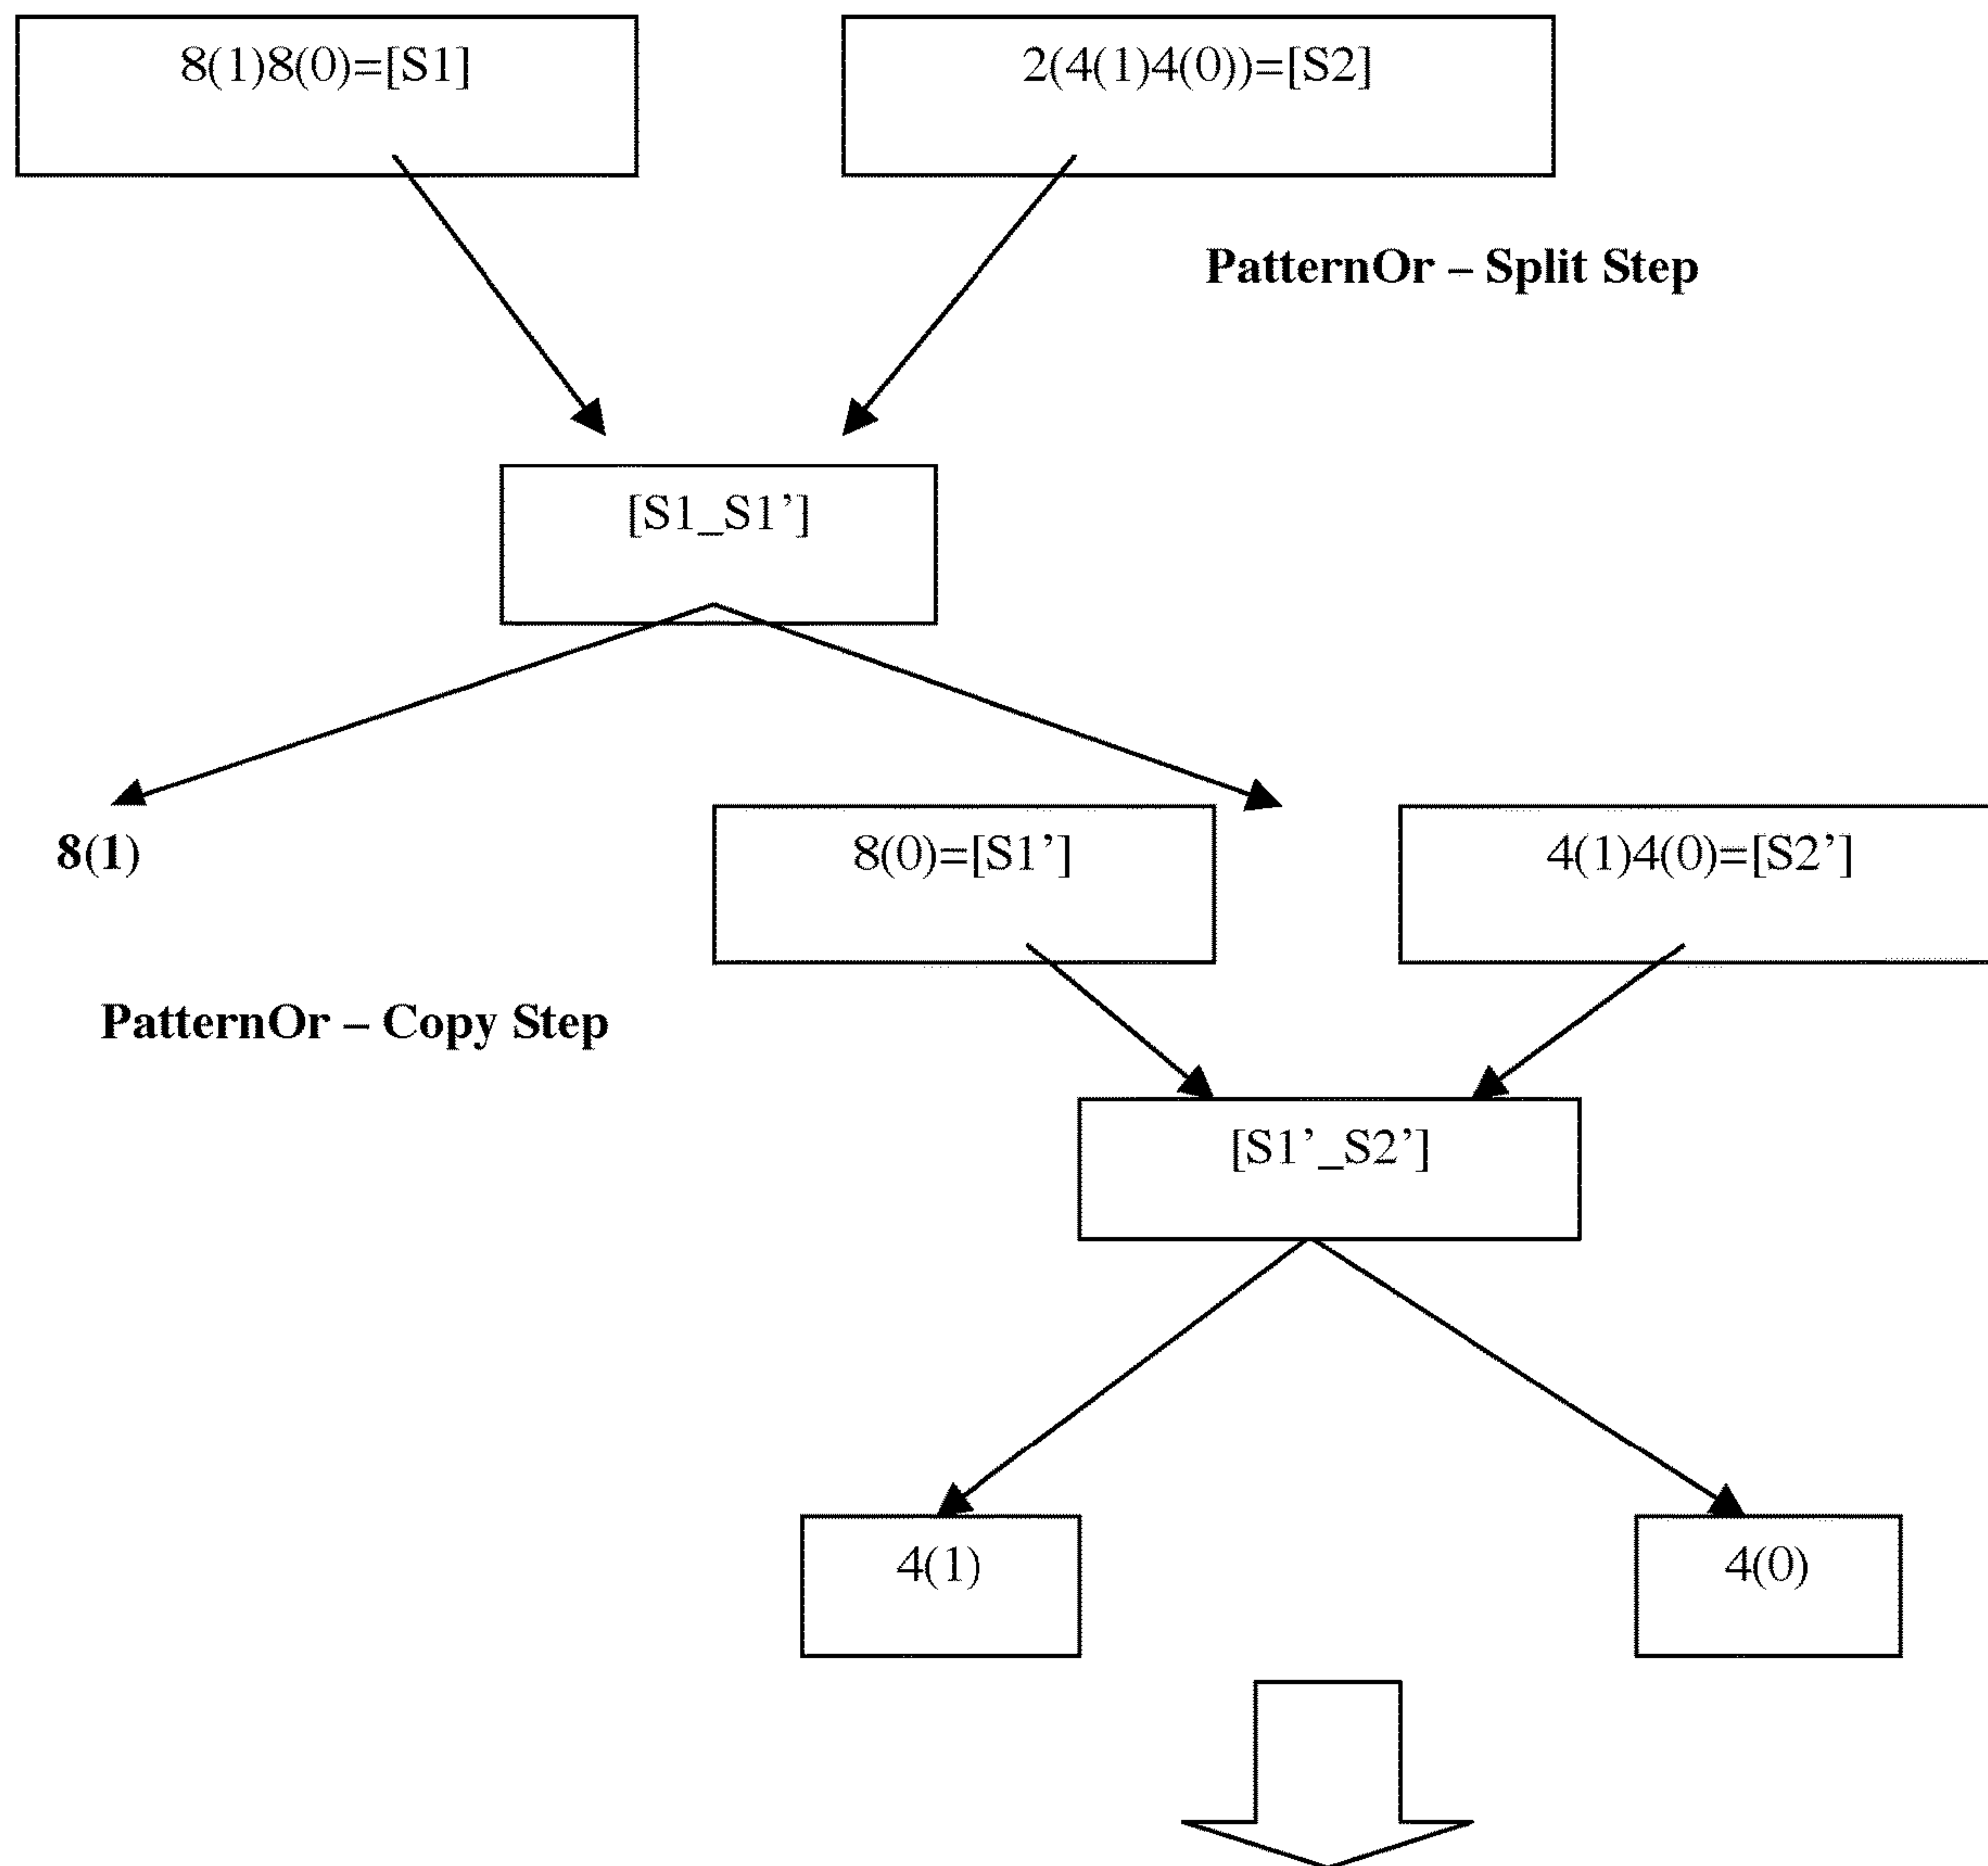 8(1)8(0)=[S1]
2(4(1)4(0))=[S2]
PatternOr – Split Step
[S1_S1’]
8(1)
8(0)=[S1’]
4(1)4(0)=[S2’]
PatternOr – Copy Step
[S1’_S2’]
4(1)
4(0)